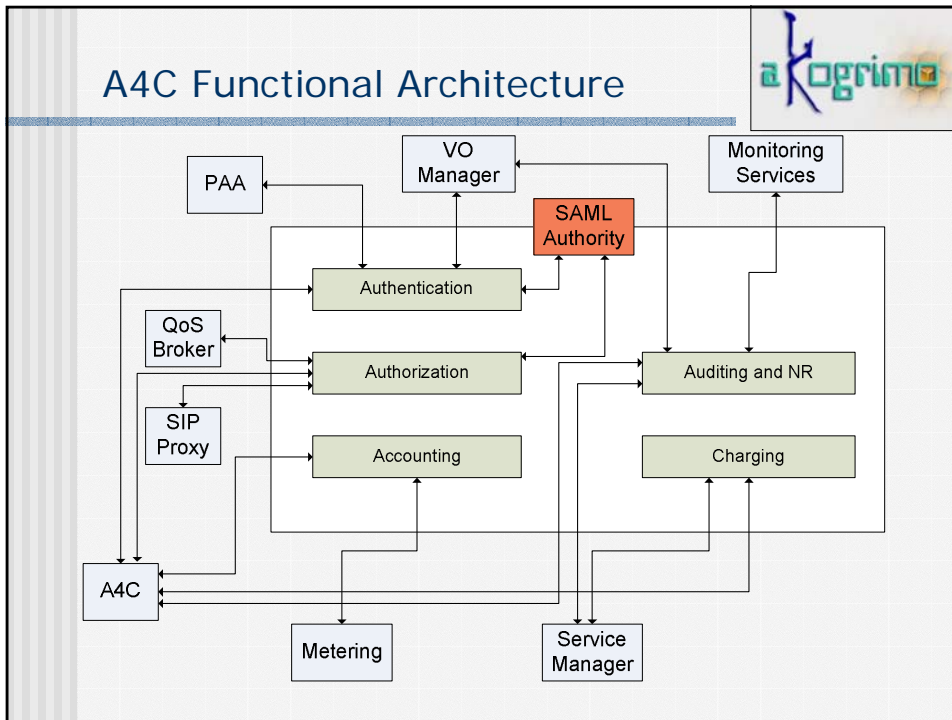 A4C Functional Architecture
akogrimo
PAA
VO
Manager
Monitoring
Services
SAML
Authority
Authentication
QoS
Broker
Authorization
Auditing and NR
SIP
Proxy
Accounting
Charging
A4C
Metering
Service
Manager